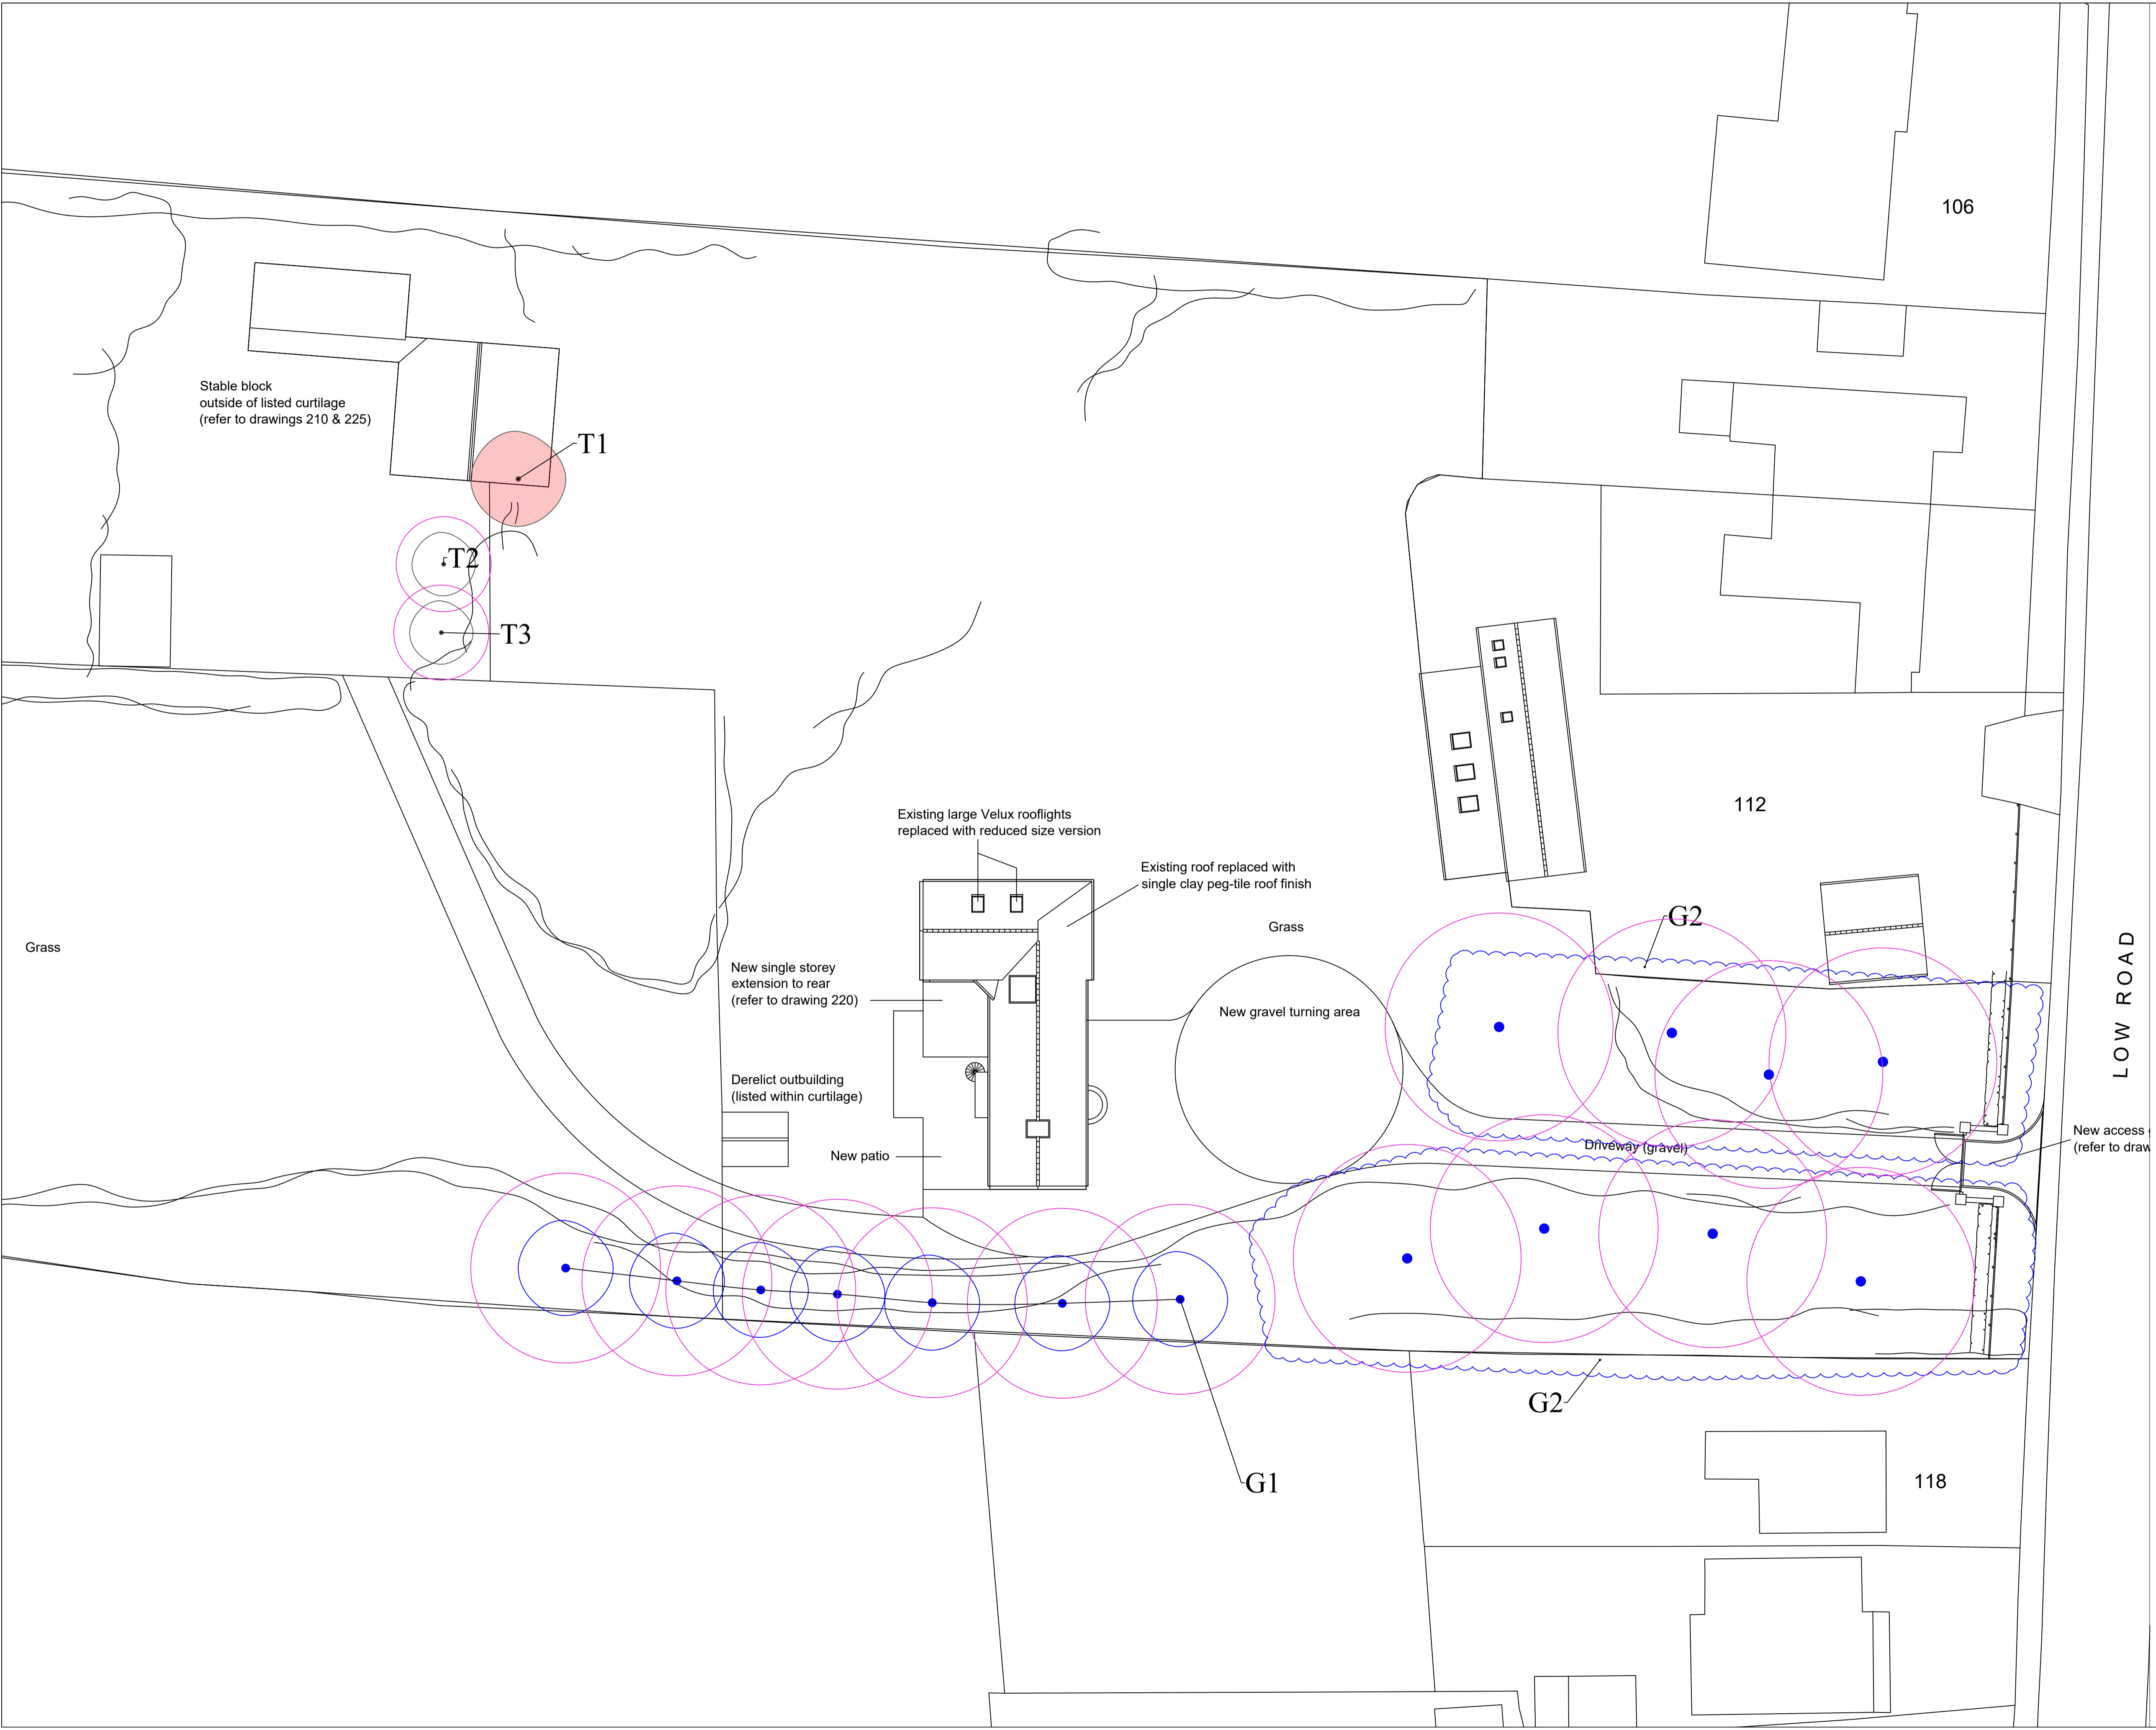 106
Stable block
outside of listed curtilage
(refer to drawings 210 & 225)
T1
T2
T3
112
Existing large Velux rooflights
replaced with reduced size version
Existing roof replaced with
single clay peg-tile roof finish
Grass
G2
Grass
New single storey
extension to rear
(refer to drawing 220)
New gravel turning area
LOW ROAD
Derelict outbuilding
(listed within curtilage)
New patio
Driveway (gravel)
New access
(refer to draw
G2
G1
118